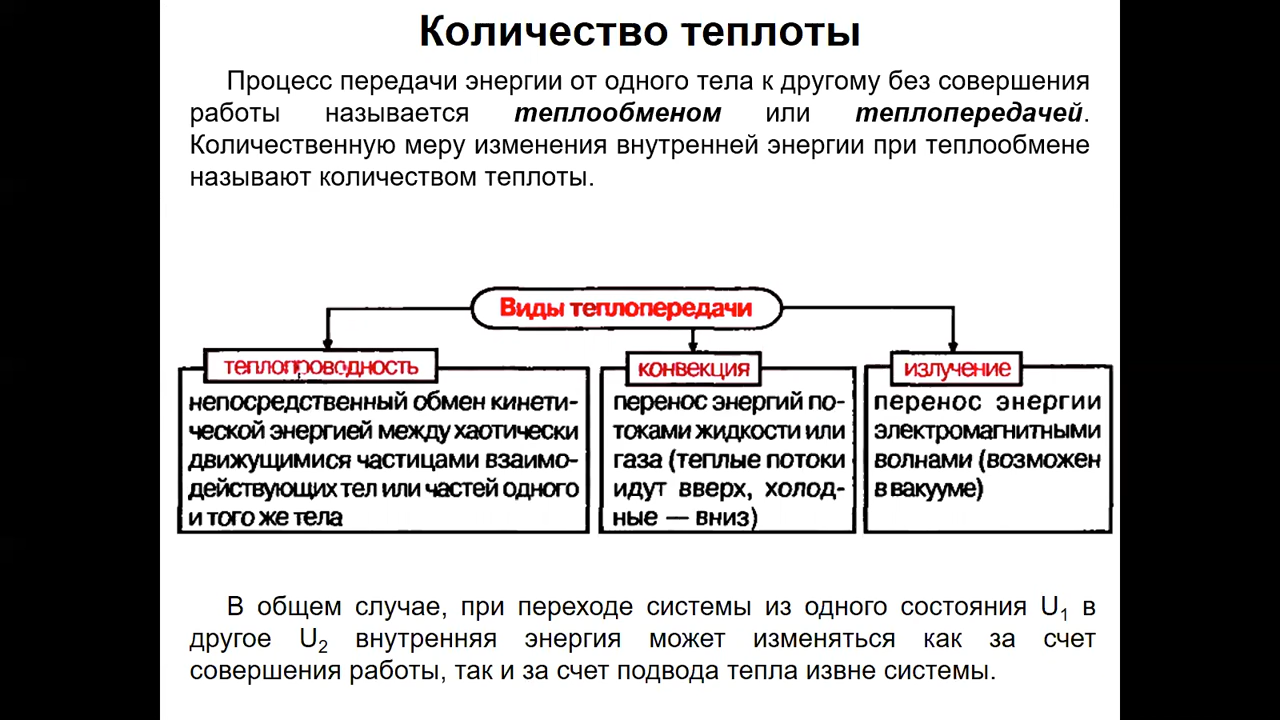 Количество теплоты
Процесс передачи энергии от одного тела к другому без совершения
работы называется теплообменом или теплопередачей.
Количественную меру изменения внутренней энергии при теплообмене
называют количеством теплоты.
Виды теплопередачи
теплопроводность
непосредственный обмен кинети-
ческой энергией между хаотически
движущимися частицами взаимо-
действующих тел или частей одного
и того же тела
конвекция
перенос энергий по-
токами жидкости или
газа (теплые потоки
идут вверх, холод-
ные — вниз)
излучение
перенос энергии
электромагнитными
волнами (возможен
в вакууме)
В общем случае, при переходе системы из одного состояния U₁ в
другое U₂ внутренняя энергия может изменяться как за счет
совершения работы, так и за счет подвода тепла извне системы.